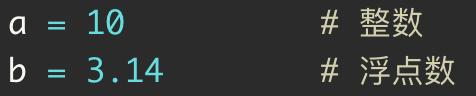 a = 10          # 整数
b = 3.14        # 浮点数